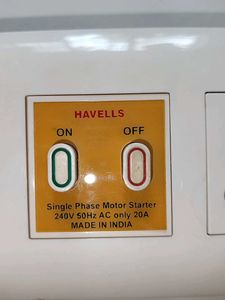 HAVELLS
ON OFF
Single Phase Motor Starter
240V 50Hz AC only 20A
MADE IN INDIA